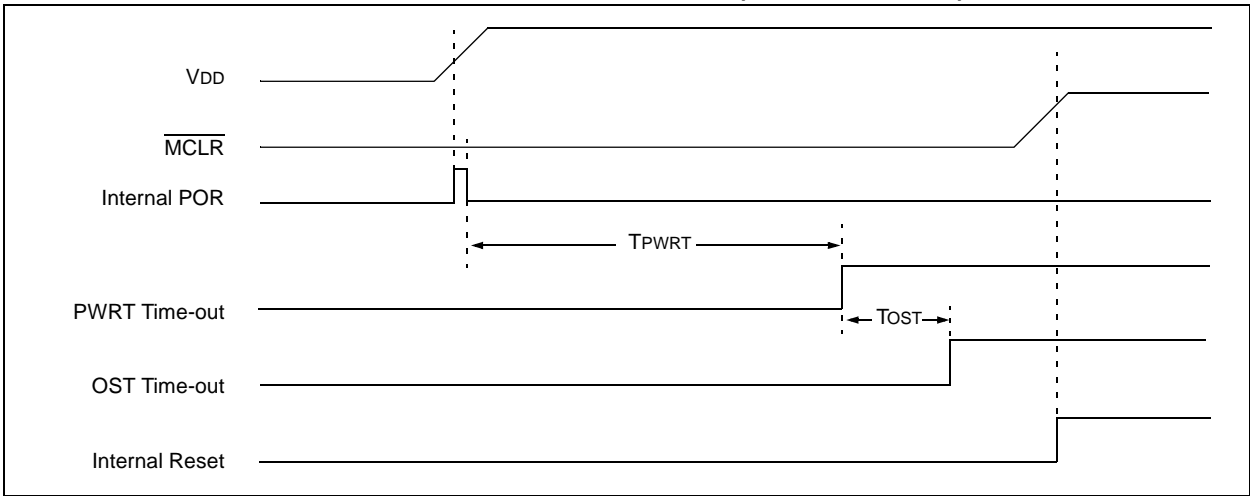 VDD
MCLR
Internal POR
TPWRT
PWRT Time-out
TOST
OST Time-out
Internal Reset